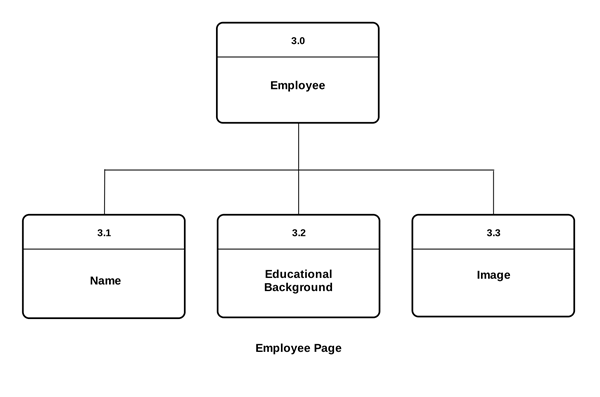 3.0
Employee
3.1
3.2
3.3
Name
Educational
Background
Image
Employee Page